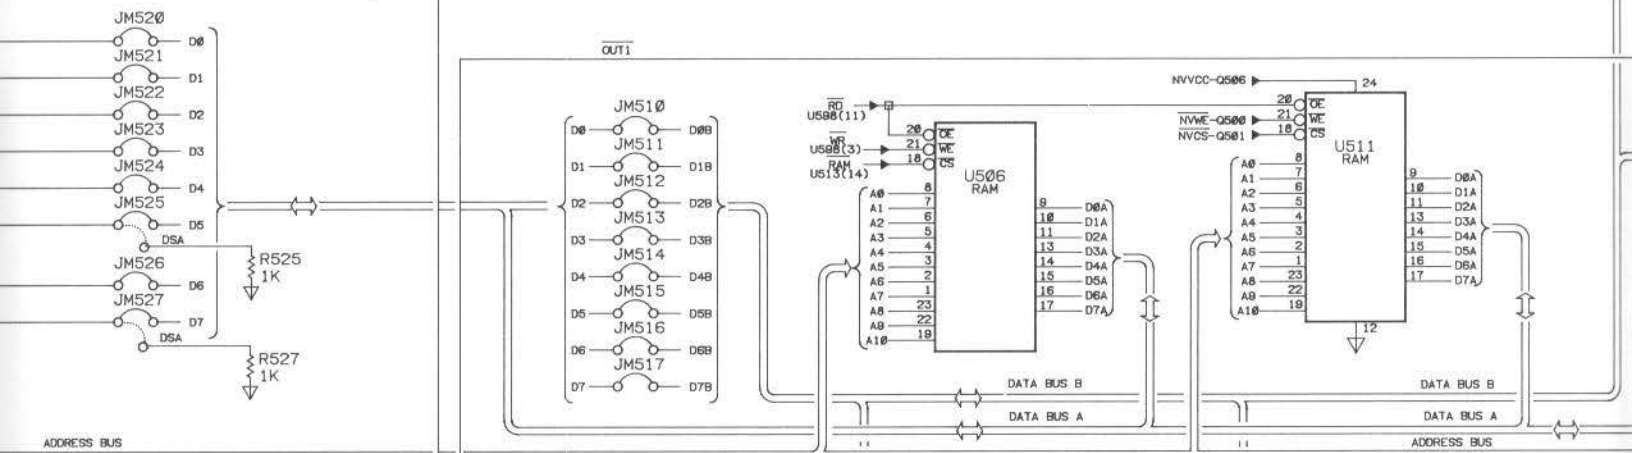 JM520
D0
JM521
D1
JM522
D2
JM523
D3
JM524
D4
JM525
D5
DSA
R525
1K
JM526
D6
JM527
D7
DSA
R527
1K
ADDRESS BUS
OUT1
JM510
D0 D0B
JM511
D1 D1B
JM512
D2 D2B
JM513
D3 D3B
JM514
D4 D4B
JM515
D5 D5B
JM516
D6 D6B
JM517
D7 D7B
RD
U598(11)
WR
U598(3)
RAM
U513(14)
20 OE
21 WE
18 CS
U506
RAM
A0 8
A1 7
A2 6
A3 5
A4 4
A5 3
A6 2
A7 1
A8 23
A9 22
A10 19
9 D0A
10 D1A
11 D2A
13 D3A
14 D4A
15 D5A
16 D6A
17 D7A
DATA BUS B
DATA BUS A
NVVCC-Q506
24
20 OE
NVWE-Q500 21 WE
NVCS-Q501 18 CS
U511
RAM
A0 8
A1 7
A2 6
A3 5
A4 4
A5 3
A6 2
A7 1
A8 23
A9 22
A10 19
9 D0A
10 D1A
11 D2A
13 D3A
14 D4A
15 D5A
16 D6A
17 D7A
12
DATA BUS B
DATA BUS A
ADDRESS BUS